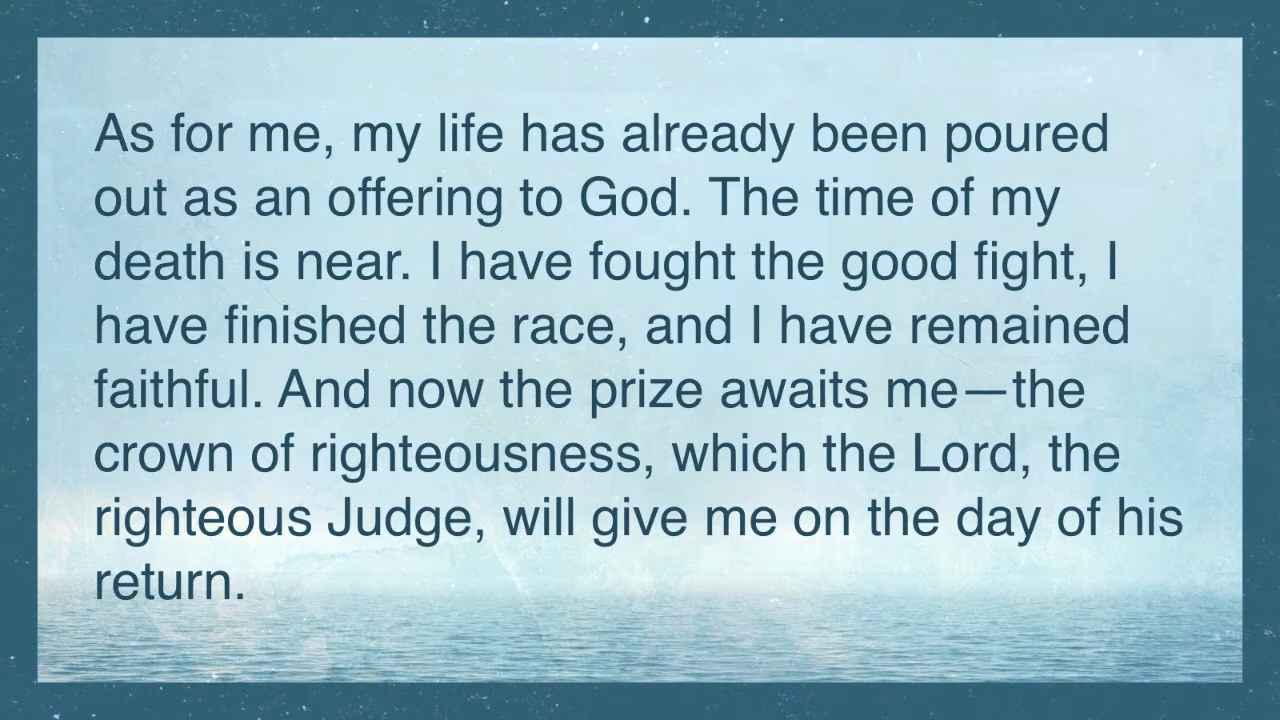 As for me, my life has already been poured
out as an offering to God. The time of my
death is near. I have fought the good fight, I
have finished the race, and I have remained
faithful. And now the prize awaits me—the
crown of righteousness, which the Lord, the
righteous Judge, will give me on the day of his
return.